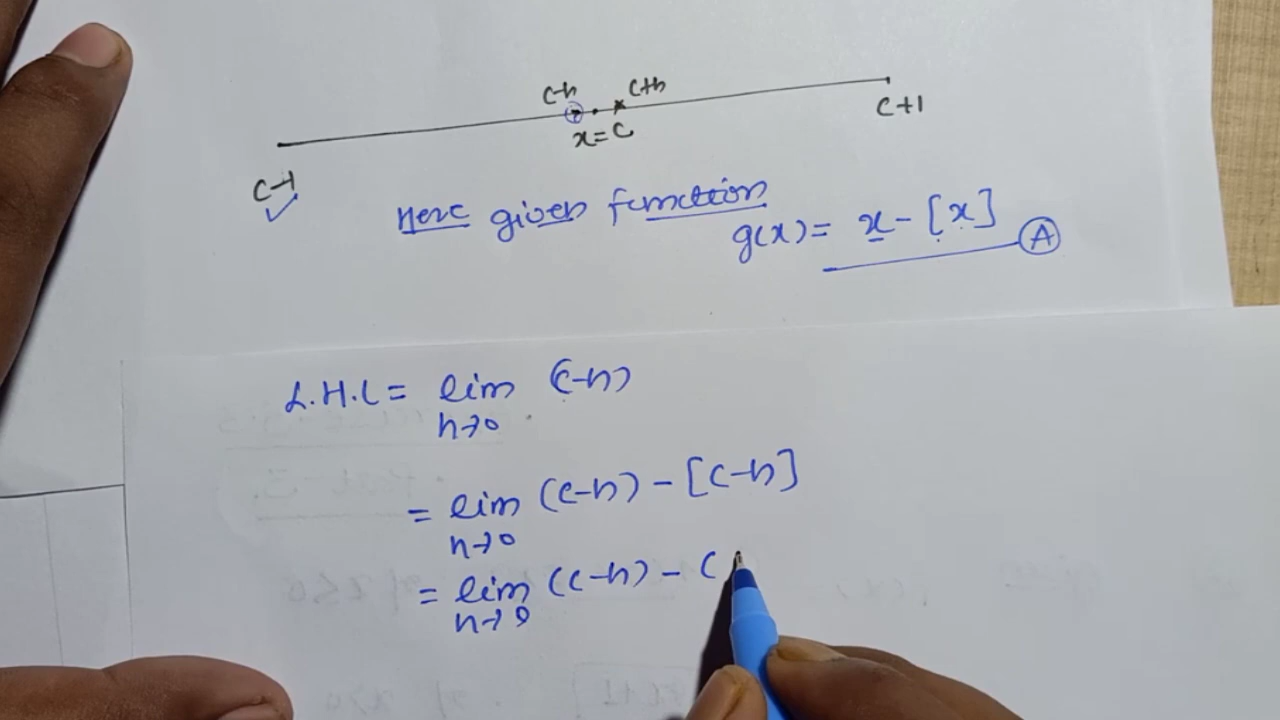 C-h C+h
x=C
C+1
C-1
Here given function
g(x) = x - [x] A
L.H.L = lim (C-h)
h→0
= lim (C-h) - [C-h]
h→0
= lim (C-h) - (
h→0